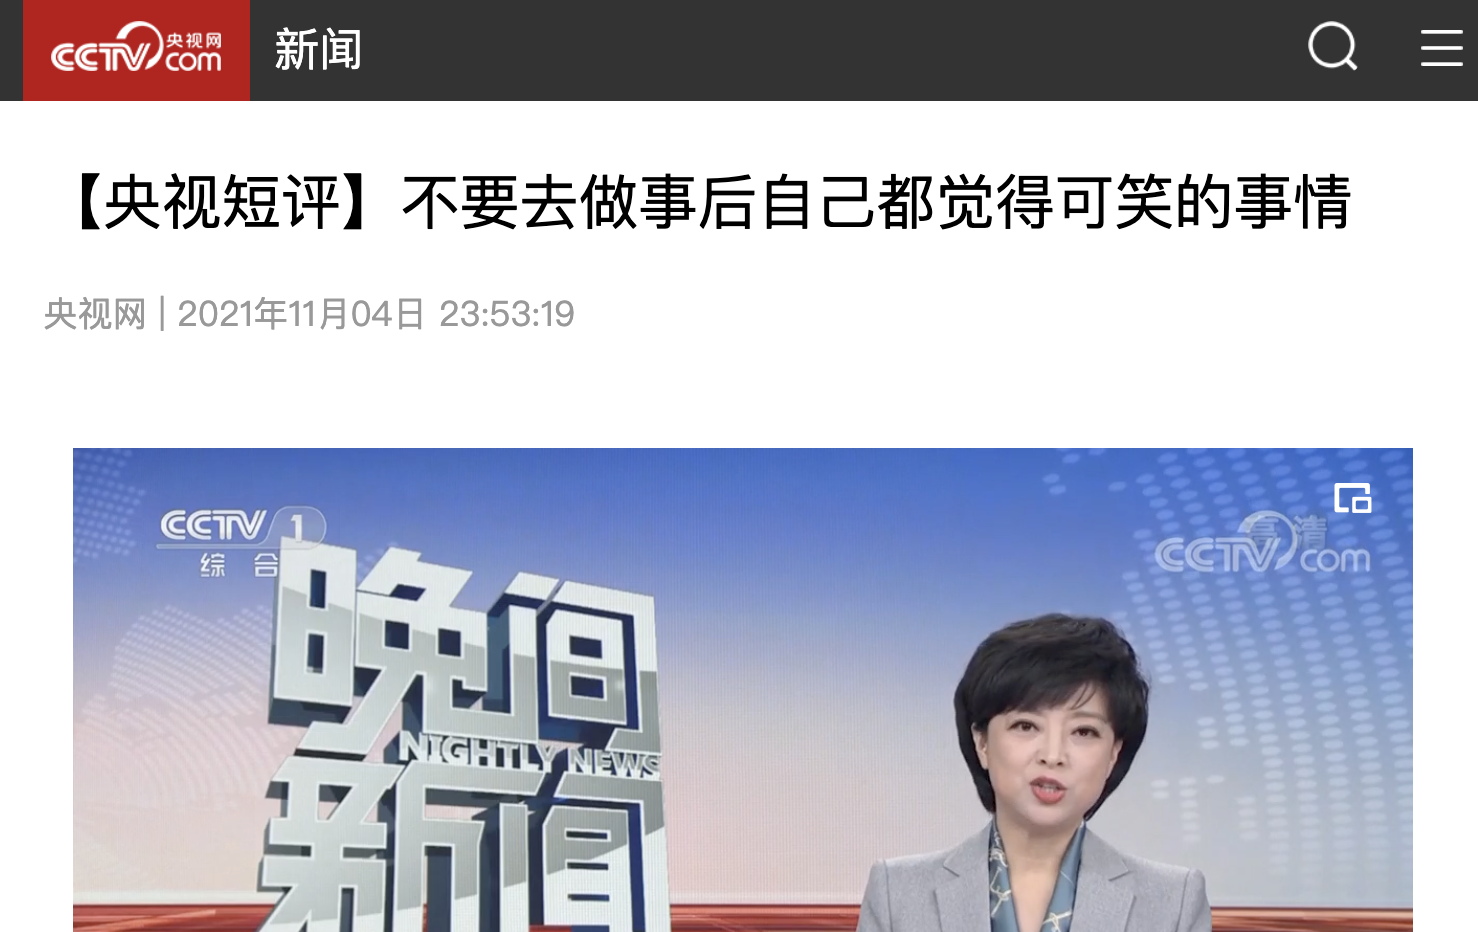 CCTV.com 央视网 新闻
【央视短评】不要去做事后自己都觉得可笑的事情
央视网 | 2021年11月04日 23:53:19
CCTV 1
综合
高清
CCTV.com
晚间
NIGHTLY NEWS
新闻